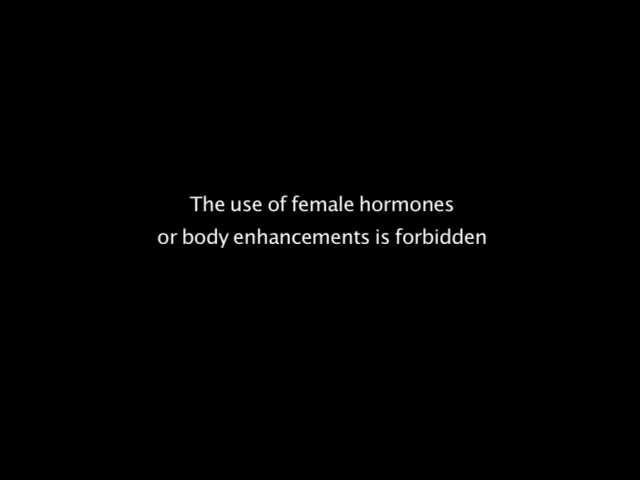 The use of female hormones
or body enhancements is forbidden